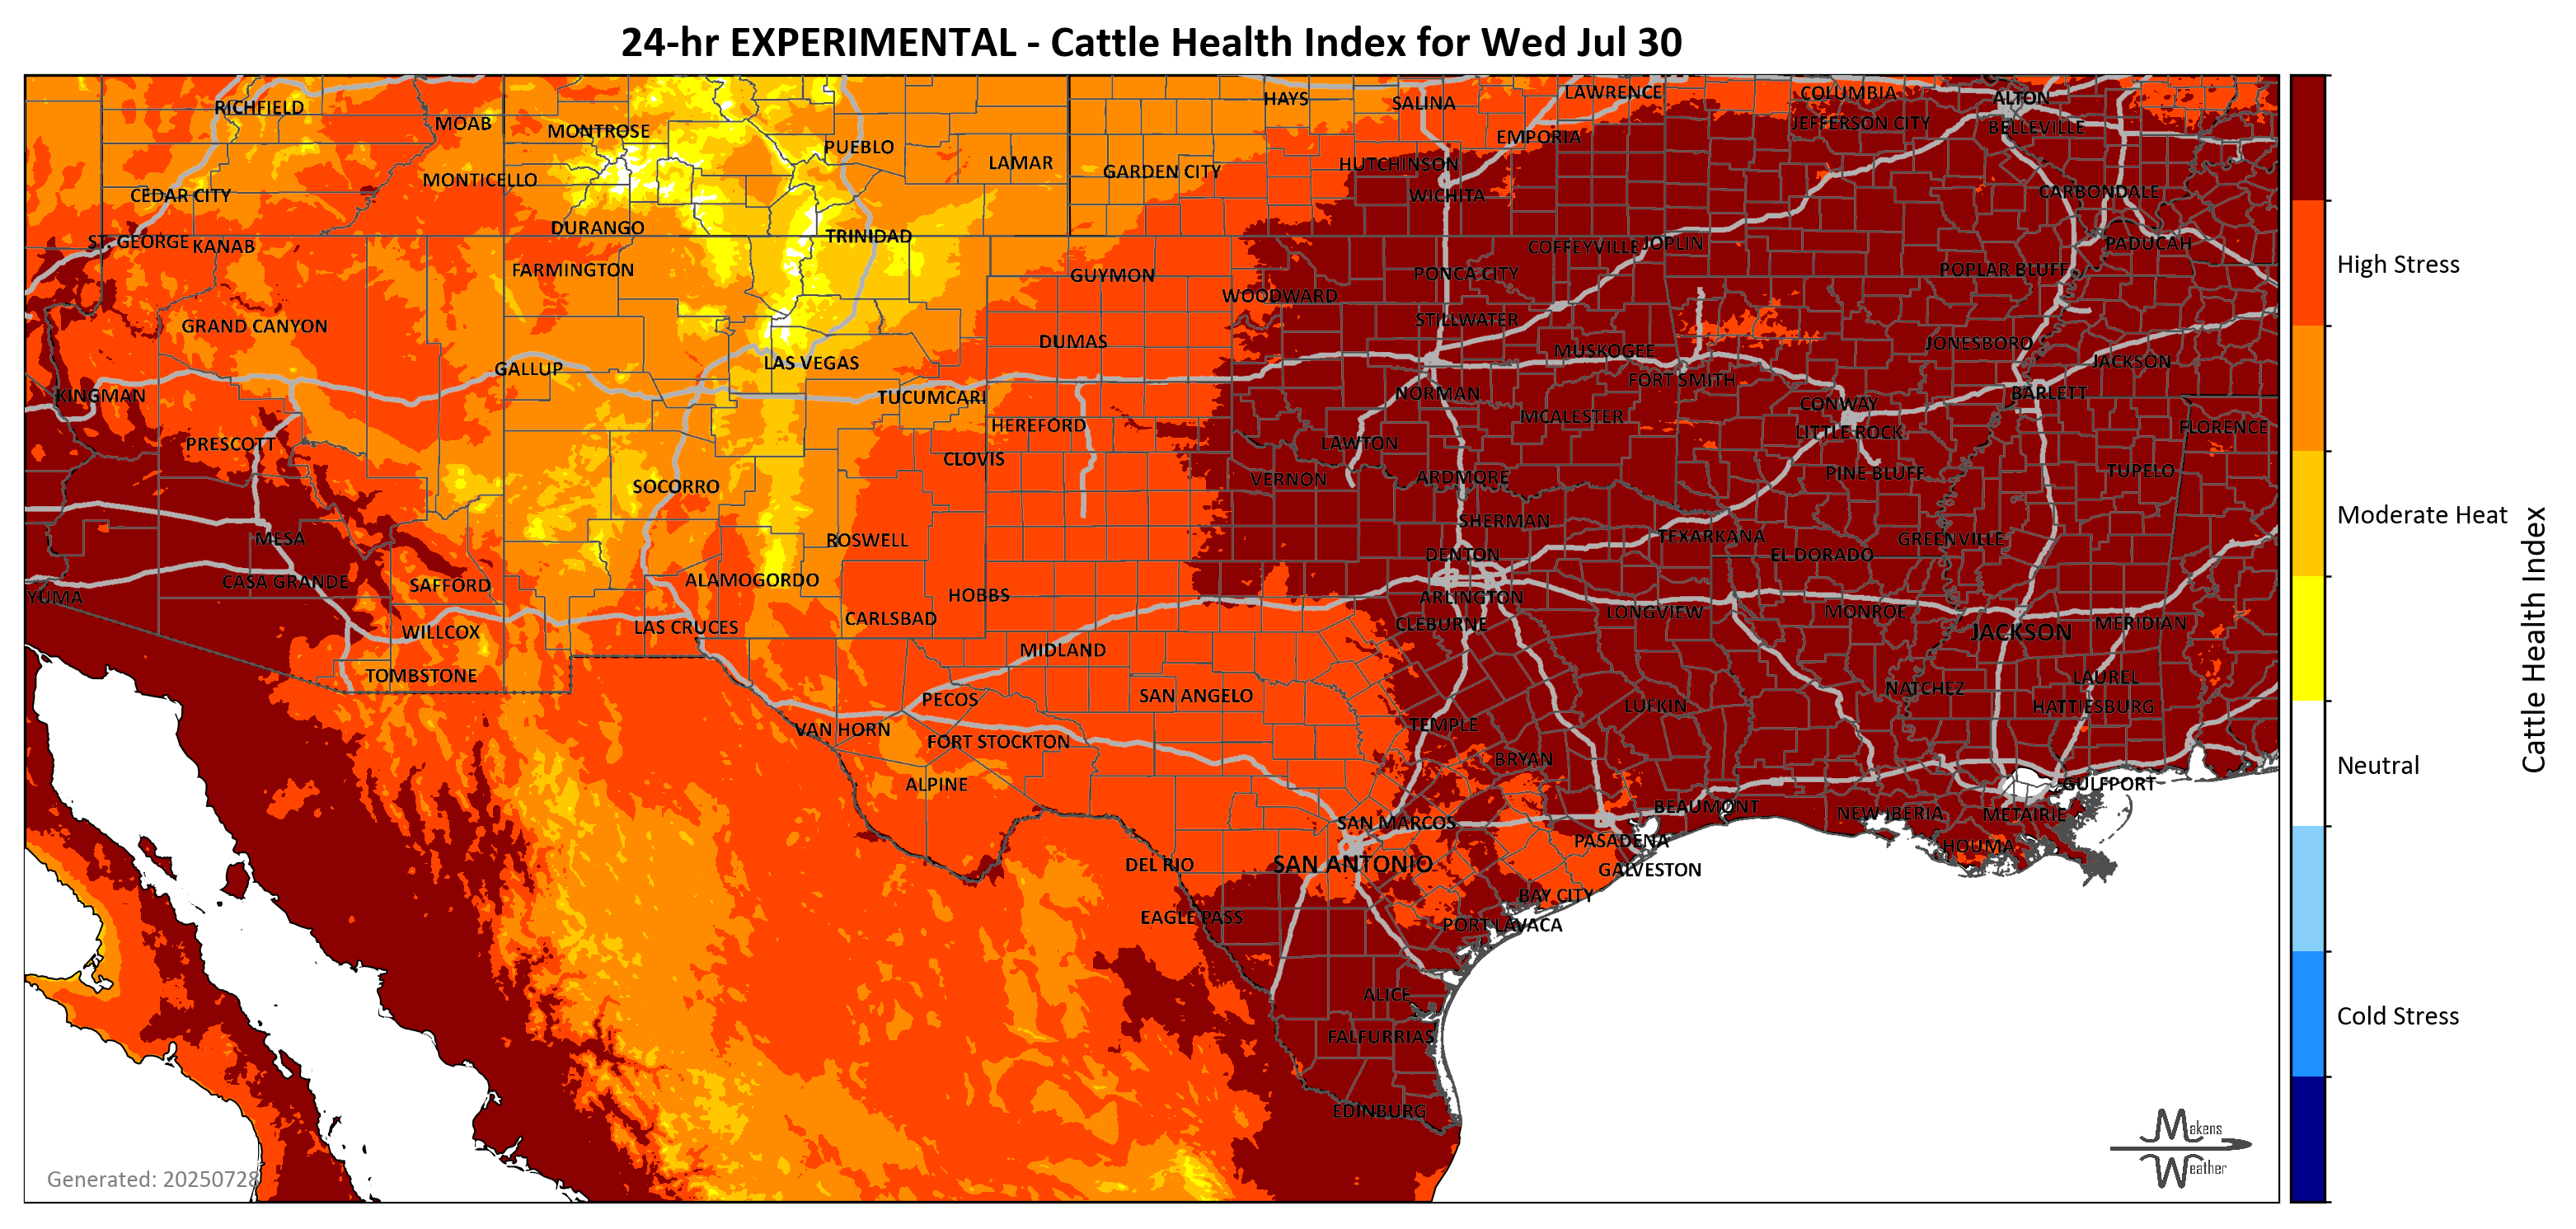 24-hr EXPERIMENTAL - Cattle Health Index for Wed Jul 30
RICHFIELD
MOAB
MONTROSE
PUEBLO
LAMAR
HAYS
SALINA
LAWRENCE
COLUMBIA
ALTON
JEFFERSON CITY
BELLEVILLE
EMPORIA
HUTCHINSON
GARDEN CITY
MONTICELLO
CEDAR CITY
WICHITA
CARBONDALE
DURANGO
TRINIDAD
ST. GEORGE
KANAB
COFFEYVILLE
JOPLIN
PADUCAH
FARMINGTON
GUYMON
PONCA CITY
POPLAR BLUFF
High Stress
WOODWARD
GRAND CANYON
STILLWATER
DUMAS
MUSKOGEE
JONESBORO
JACKSON
GALLUP
LAS VEGAS
FORT SMITH
KINGMAN
TUCUMCARI
NORMAN
BARLETT
CONWAY
MCALESTER
HEREFORD
FLORENCE
LITTLE ROCK
PRESCOTT
LAWTON
CLOVIS
PINE BLUFF
TUPELO
VERNON
ARDMORE
SOCORRO
SHERMAN
Moderate Heat
MESA
ROSWELL
TEXARKANA
GREENVILLE
DENTON
EL DORADO
CASA GRANDE
SAFFORD
ALAMOGORDO
YUMA
HOBBS
ARLINGTON
LONGVIEW
MONROE
CARLSBAD
CLEBURNE
MERIDIAN
WILLCOX
LAS CRUCES
JACKSON
MIDLAND
TOMBSTONE
LAUREL
NATCHEZ
PECOS
SAN ANGELO
LUFKIN
HATTIESBURG
VAN HORN
TEMPLE
FORT STOCKTON
BRYAN
Neutral
ALPINE
GULFPORT
BEAUMONT
NEW IBERIA
METAIRIE
SAN MARCOS
PASADENA
HOUMA
DEL RIO
SAN ANTONIO
GALVESTON
BAY CITY
EAGLE PASS
PORT LAVACA
ALICE
Cold Stress
FALFURRIAS
EDINBURG
Cattle Health Index
Makens
Weather
Generated: 20250728